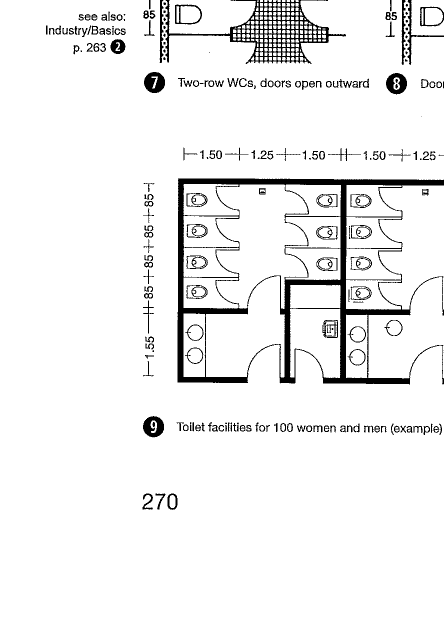 see also:
Industry/Basics
p. 263 2
85
85
7 Two-row WCs, doors open outward
8 Door
1.50 1.25 1.50 1.50 1.25
85
85
85
85
1.55
9 Toilet facilities for 100 women and men (example)
270